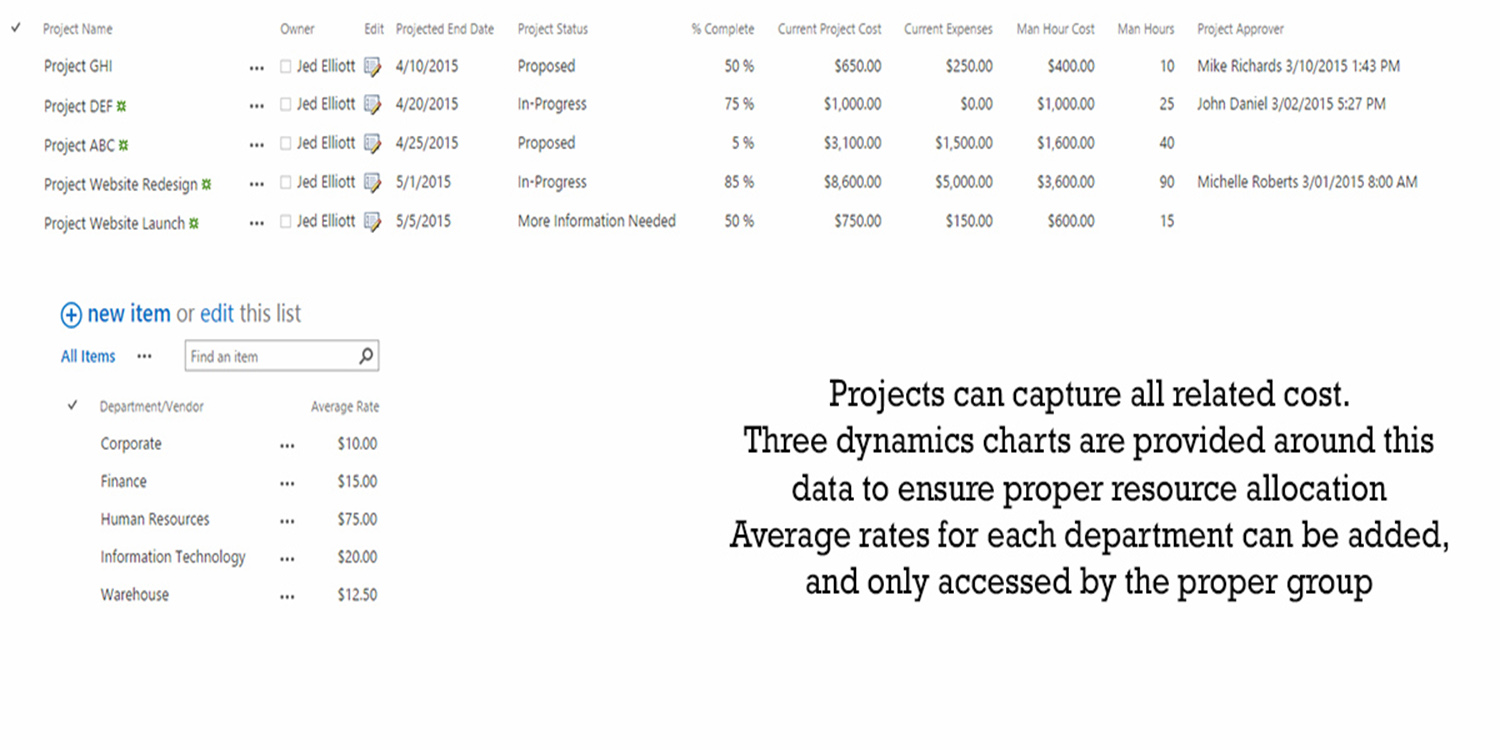 Project Name Owner Edit Projected End Date Project Status % Complete Current Project Cost Current Expenses Man Hour Cost Man Hours Project Approver
Project GHI ... Jed Elliott 4/10/2015 Proposed 50 % $650.00 $250.00 $400.00 10 Mike Richards 3/10/2015 1:43 PM
Project DEF ... Jed Elliott 4/20/2015 In-Progress 75 % $1,000.00 $0.00 $1,000.00 25 John Daniel 3/02/2015 5:27 PM
Project ABC ... Jed Elliott 4/25/2015 Proposed 5 % $3,100.00 $1,500.00 $1,600.00 40
Project Website Redesign ... Jed Elliott 5/1/2015 In-Progress 85 % $8,600.00 $5,000.00 $3,600.00 90 Michelle Roberts 3/01/2015 8:00 AM
Project Website Launch ... Jed Elliott 5/5/2015 More Information Needed 50 % $750.00 $150.00 $600.00 15
new item or edit this list
All Items ... Find an item
Department/Vendor Average Rate
Corporate ... $10.00
Finance ... $15.00
Human Resources ... $75.00
Information Technology ... $20.00
Warehouse ... $12.50
Projects can capture all related cost.
Three dynamics charts are provided around this
data to ensure proper resource allocation
Average rates for each department can be added,
and only accessed by the proper group